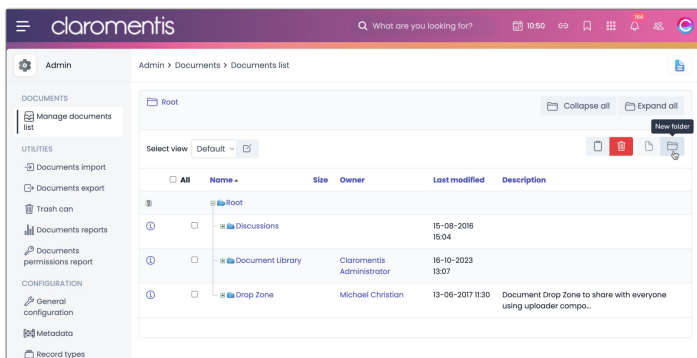 claromentis
What are you looking for?
10:50
164
Admin
Admin > Documents > Documents list
DOCUMENTS
Manage documents
list
UTILITIES
Documents import
Documents export
Trash can
Documents reports
Documents
permissions report
CONFIGURATION
General
configuration
Metadata
Record types
Root
Collapse all
Expand all
New folder
Select view Default
All Name Size Owner Last modified Description
Root
Discussions 15-08-2016
15:04
Document Library Claromentis 16-10-2023
Administrator 13:07
Drop Zone Michael Christian 13-06-2017 11:30 Document Drop Zone to share with everyone
using uploader compo...